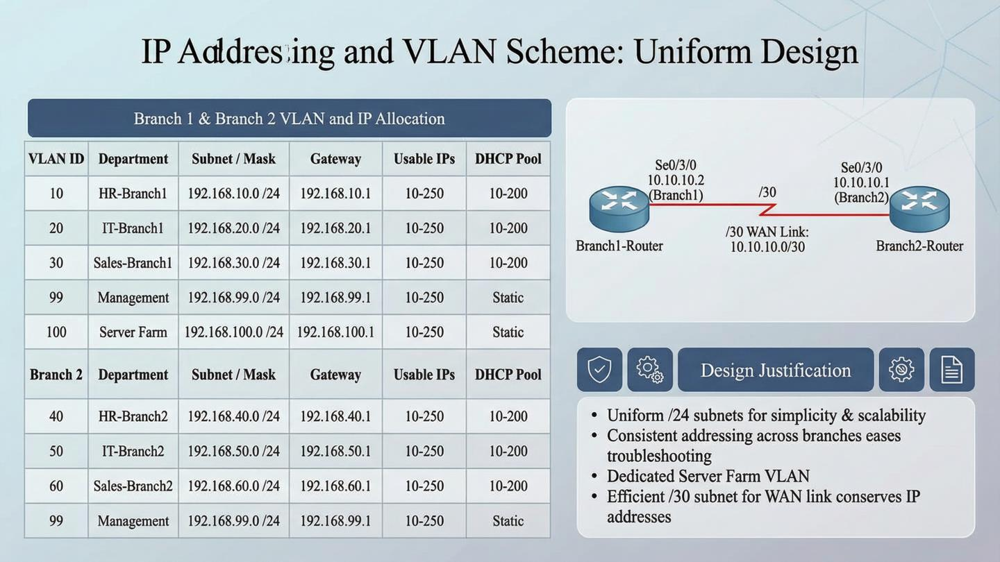 IP Addressing and VLAN Scheme: Uniform Design
Branch 1 & Branch 2 VLAN and IP Allocation
VLAN ID Department Subnet / Mask Gateway Usable IPs DHCP Pool
10 HR-Branch1 192.168.10.0 /24 192.168.10.1 10-250 10-200
20 IT-Branch1 192.168.20.0 /24 192.168.20.1 10-250 10-200
30 Sales-Branch1 192.168.30.0 /24 192.168.30.1 10-250 10-200
99 Management 192.168.99.0 /24 192.168.99.1 10-250 Static
100 Server Farm 192.168.100.0 /24 192.168.100.1 10-250 Static
Branch 2 Department Subnet / Mask Gateway Usable IPs DHCP Pool
40 HR-Branch2 192.168.40.0 /24 192.168.40.1 10-250 10-200
50 IT-Branch2 192.168.50.0 /24 192.168.50.1 10-250 10-200
60 Sales-Branch2 192.168.60.0 /24 192.168.60.1 10-250 10-200
99 Management 192.168.99.0 /24 192.168.99.1 10-250 Static
Se0/3/0
10.10.10.2
(Branch1)
/30
Se0/3/0
10.10.10.1
(Branch2)
/30 WAN Link:
10.10.10.0/30
Branch1-Router
Branch2-Router
Design Justification
• Uniform /24 subnets for simplicity & scalability
• Consistent addressing across branches eases
troubleshooting
• Dedicated Server Farm VLAN
• Efficient /30 subnet for WAN link conserves IP
addresses